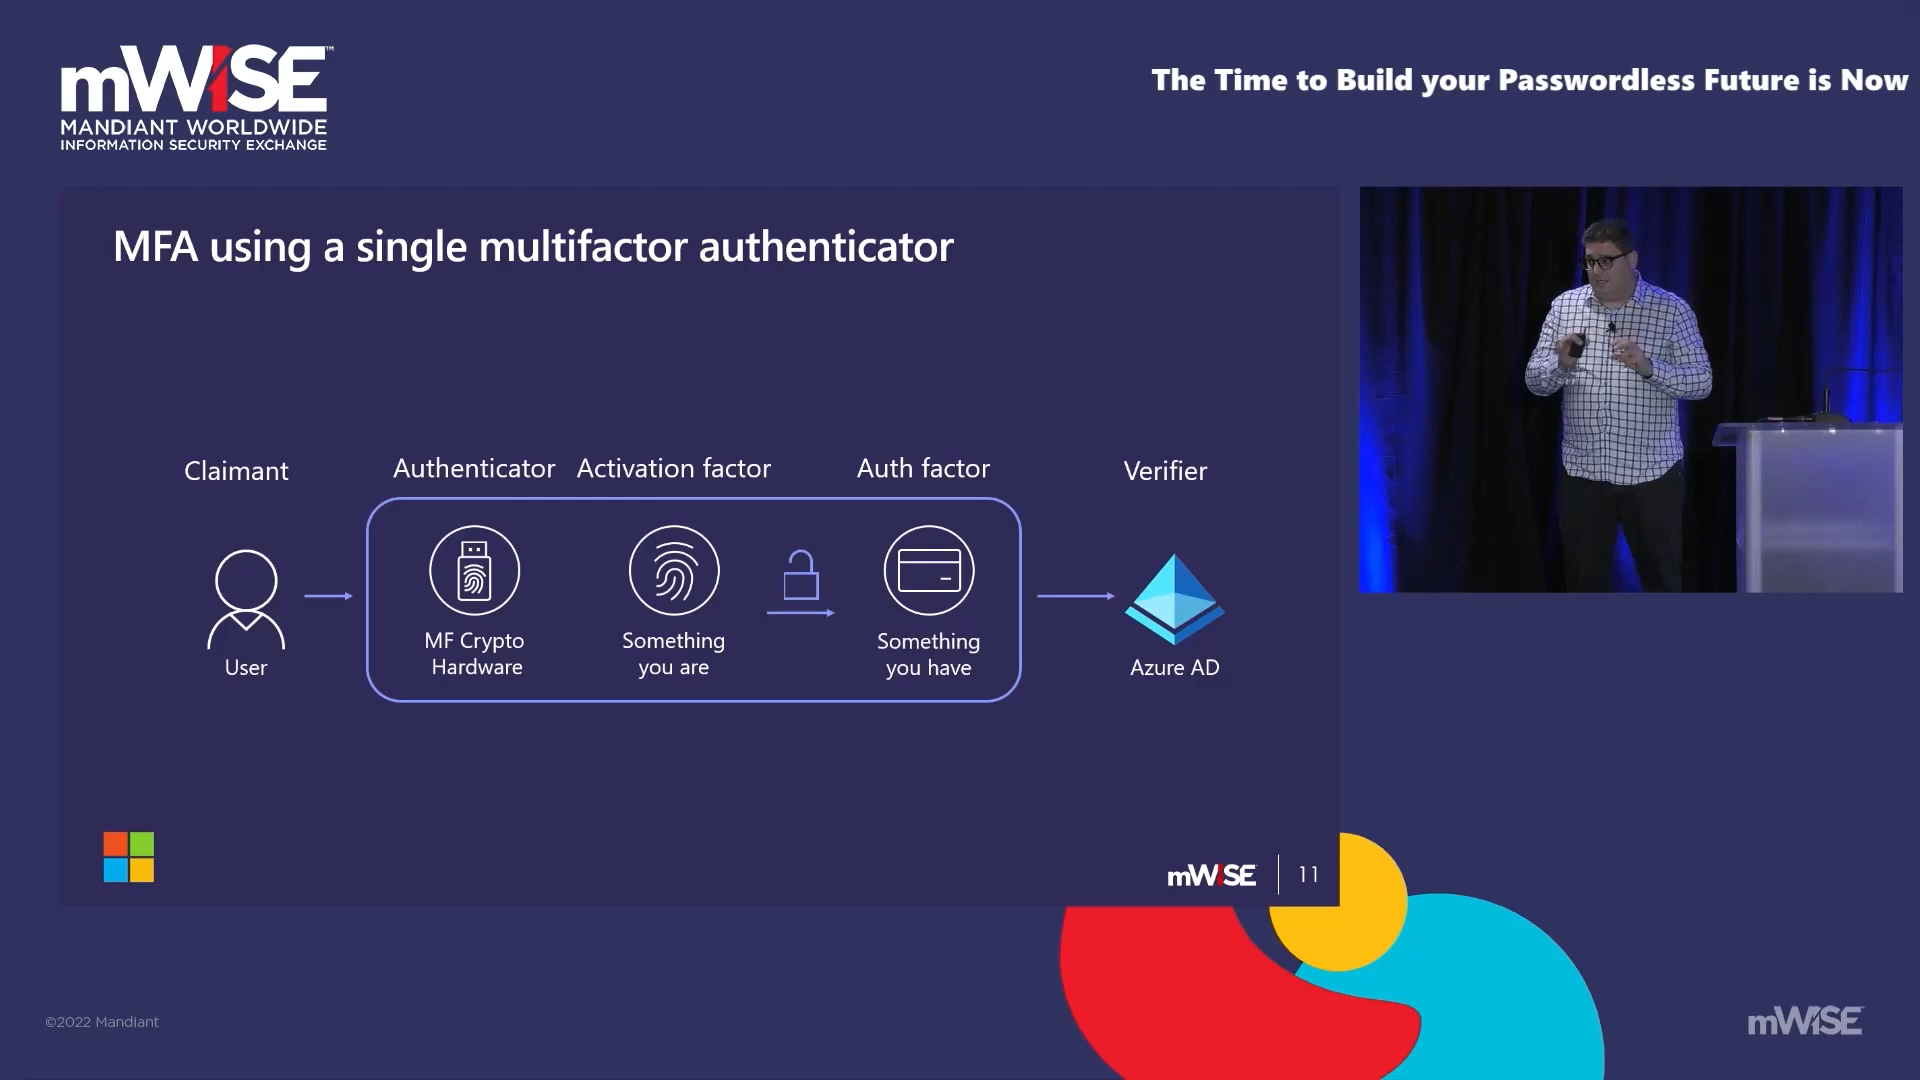 mWISE™
MANDIANT WORLDWIDE
INFORMATION SECURITY EXCHANGE
The Time to Build your Passwordless Future is Now
MFA using a single multifactor authenticator
Claimant
Authenticator
Activation factor
Auth factor
Verifier
User
MF Crypto
Hardware
Something
you are
Something
you have
Azure AD
mWISE
11
©2022 Mandiant
mWISE